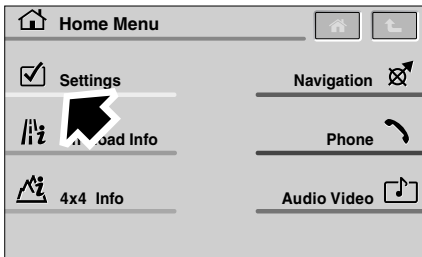 Home Menu
Settings
Navigation
Info
Phone
4x4 Info
Audio Video